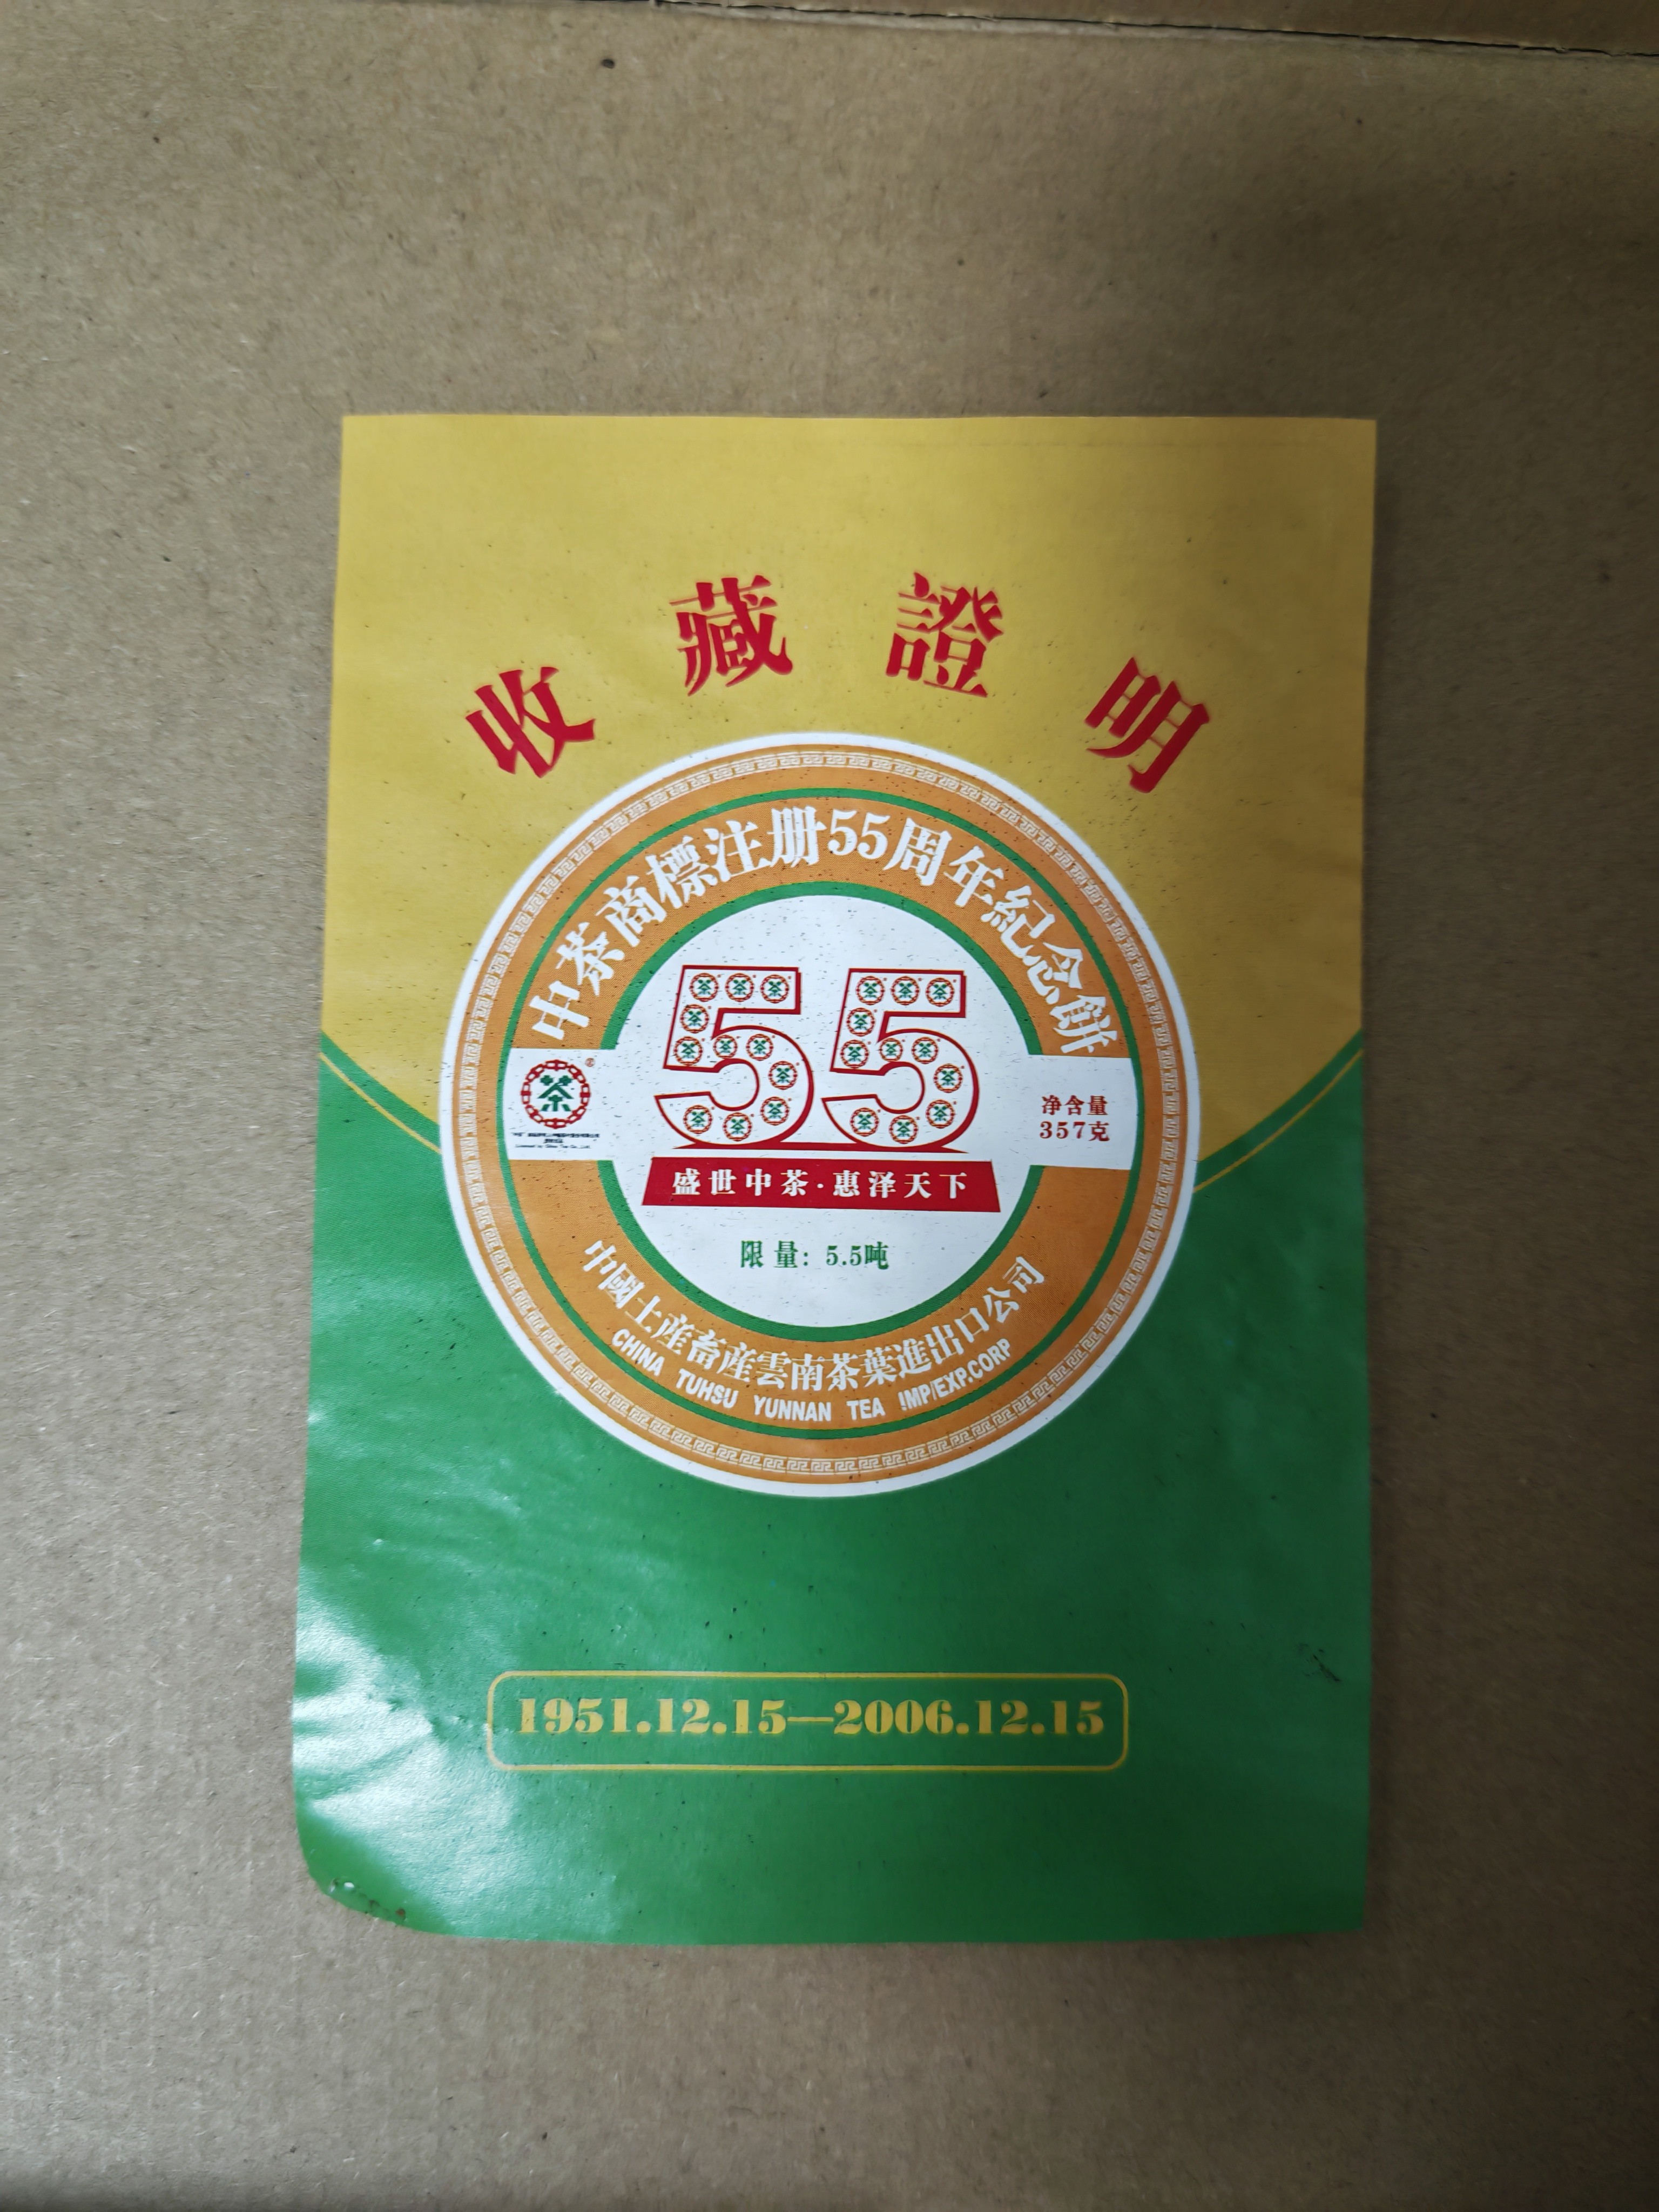 收藏證明
中茶商標注册55周年紀念餅
茶
®
55
净含量
357克
盛世中茶·惠泽天下
限量：5.5吨
中國土産畜産雲南茶葉進出口公司
CHINA TUHSU YUNNAN TEA IMP/EXP.CORP
1951.12.15—2006.12.15